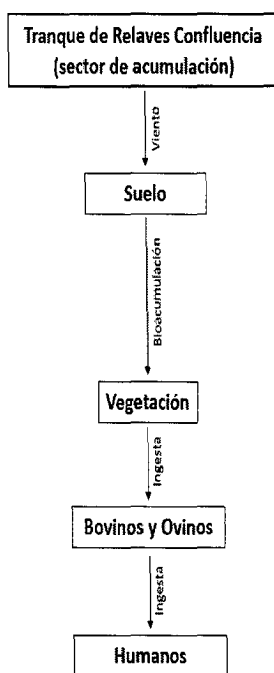 Tranque de Relaves Confluencia
(sector de acumulación)
Viento
Suelo
Bioacumulación
Vegetación
Ingesta
Bovinos y Ovinos
Ingesta
Humanos